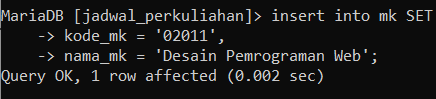 MariaDB [jadwal_perkuliahan]> insert into mk SET
    -> kode_mk = '02011',
    -> nama_mk = 'Desain Pemrograman Web';
Query OK, 1 row affected (0.002 sec)